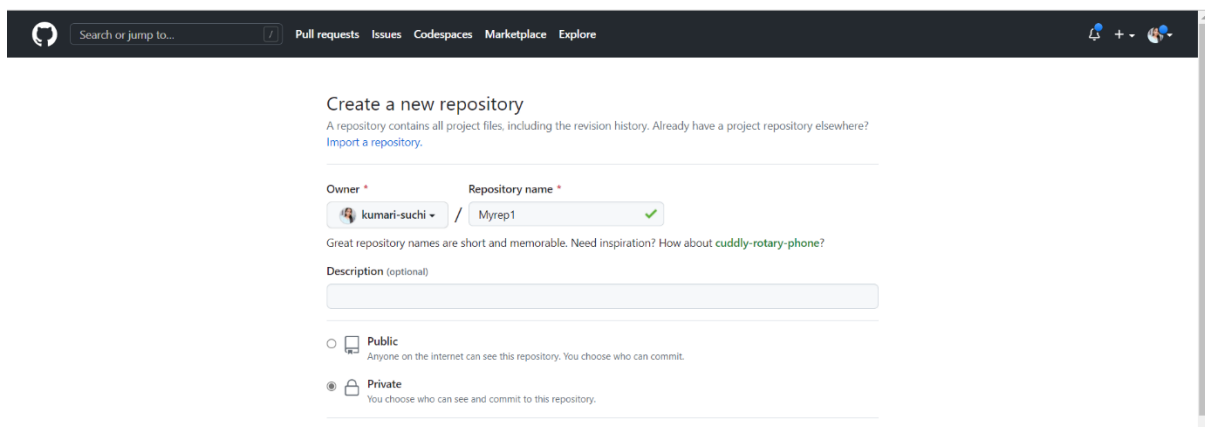 Search or jump to... / Pull requests Issues Codespaces Marketplace Explore
Create a new repository
A repository contains all project files, including the revision history. Already have a project repository elsewhere?
Import a repository.
Owner * Repository name *
kumari-suchi / Myrep1
Great repository names are short and memorable. Need inspiration? How about cuddly-rotary-phone?
Description (optional)
Public
Anyone on the internet can see this repository. You choose who can commit.
Private
You choose who can see and commit to this repository.